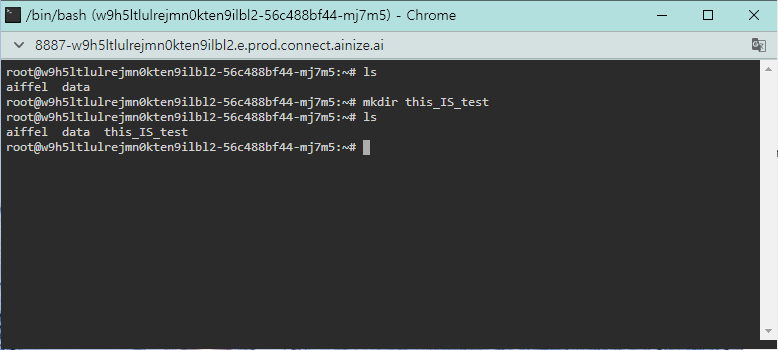 /bin/bash (w9h5ltlulrejmn0kten9ilbl2-56c488bf44-mj7m5) - Chrome
8887-w9h5ltlulrejmn0kten9ilbl2.e.prod.connect.ainize.ai
root@w9h5ltlulrejmn0kten9ilbl2-56c488bf44-mj7m5:~# ls
aiffel  data
root@w9h5ltlulrejmn0kten9ilbl2-56c488bf44-mj7m5:~# mkdir this_IS_test
root@w9h5ltlulrejmn0kten9ilbl2-56c488bf44-mj7m5:~# ls
aiffel  data  this_IS_test
root@w9h5ltlulrejmn0kten9ilbl2-56c488bf44-mj7m5:~#